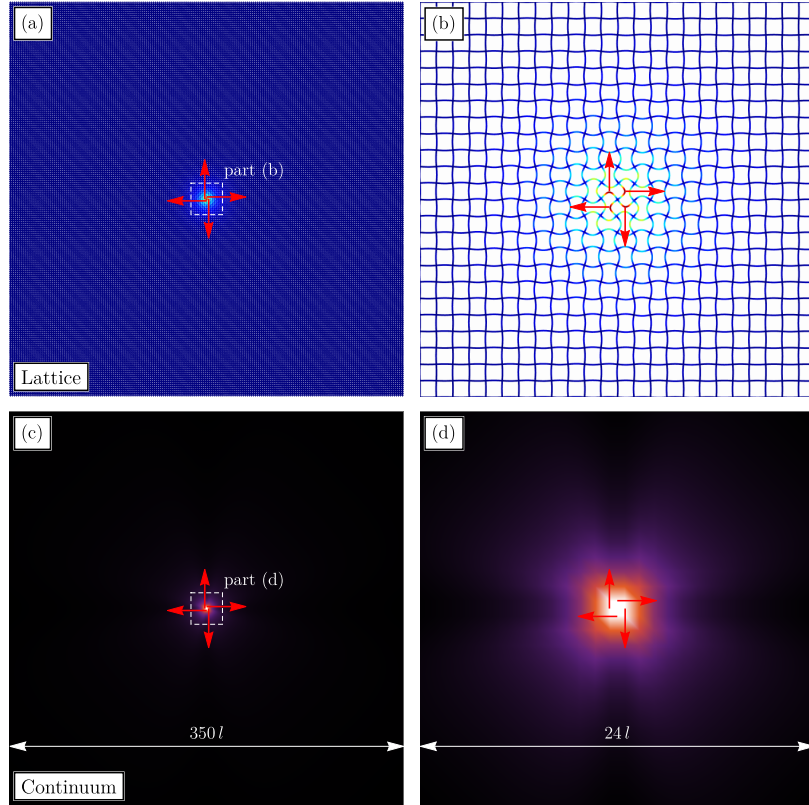 (a)
(b)
part (b)
Lattice
(c)
(d)
part (d)
350 l
24 l
Continuum